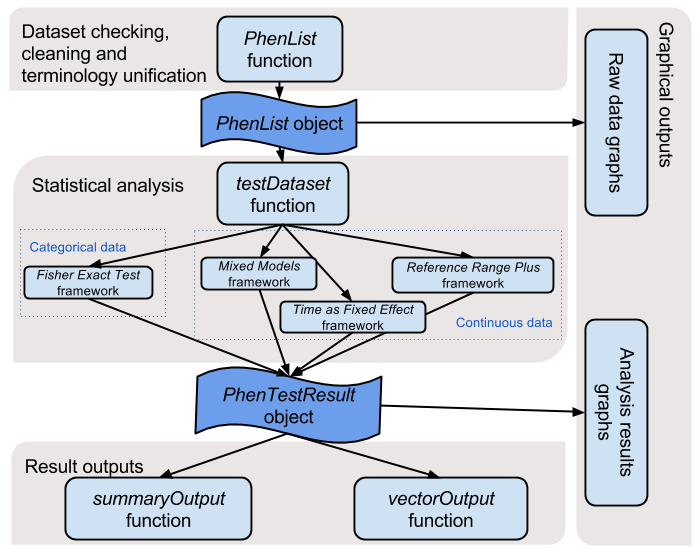 Dataset checking,
cleaning and
terminology unification
PhenList
function
PhenList object
Raw data graphs
Graphical outputs
Statistical analysis
testDataset
function
Categorical data
Fisher Exact Test
framework
Mixed Models
framework
Reference Range Plus
framework
Time as Fixed Effect
framework
Continuous data
PhenTestResult
object
Analysis results
graphs
Result outputs
summaryOutput
function
vectorOutput
function